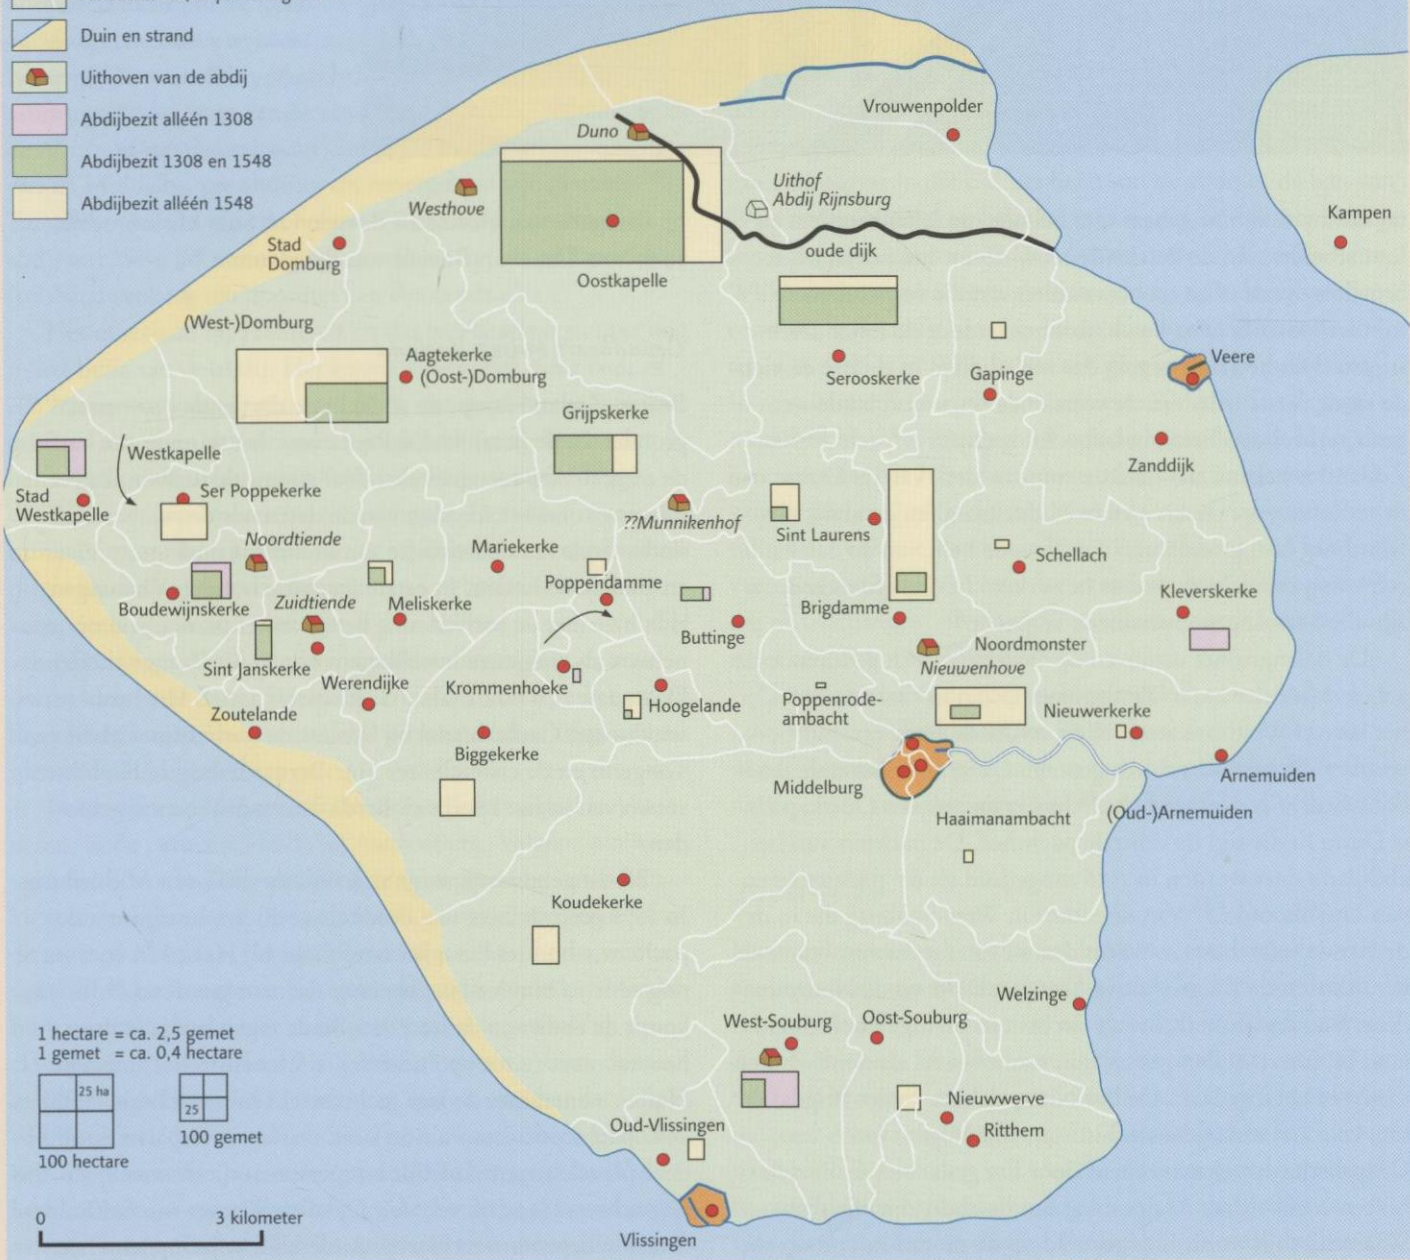 Duin en strand
Uithoven van de abdij
Abdijbezit alléén 1308
Abdijbezit 1308 en 1548
Abdijbezit alléén 1548
Vrouwenpolder
Duno
Uithof
Abdij Rijnsburg
Westhove
Kampen
Stad
Domburg
oude dijk
Oostkapelle
(West-)Domburg
Aagtekerke
(Oost-)Domburg
Serooskerke
Gapinge
Veere
Grijpskerke
Westkapelle
Zanddijk
Stad
Westkapelle
Ser Poppekerke
??Munnikenhof
Sint Laurens
Noordtiende
Mariekerke
Schellach
Poppendamme
Boudewijnskerke
Zuidtiende
Meliskerke
Brigdamme
Kleverskerke
Buttinge
Noordmonster
Nieuwenhove
Sint Janskerke
Werendijke
Krommenhoeke
Hoogelande
Poppenrode-
ambacht
Nieuwerkerke
Zoutelande
Biggekerke
Middelburg
Arnemuiden
Haaimanambacht
(Oud-)Arnemuiden
Koudekerke
Welzinge
West-Souburg
Oost-Souburg
1 hectare = ca. 2,5 gemet
1 gemet = ca. 0,4 hectare
25 ha
25
100 gemet
100 hectare
Nieuwwerve
Oud-Vlissingen
Ritthem
0
3 kilometer
Vlissingen